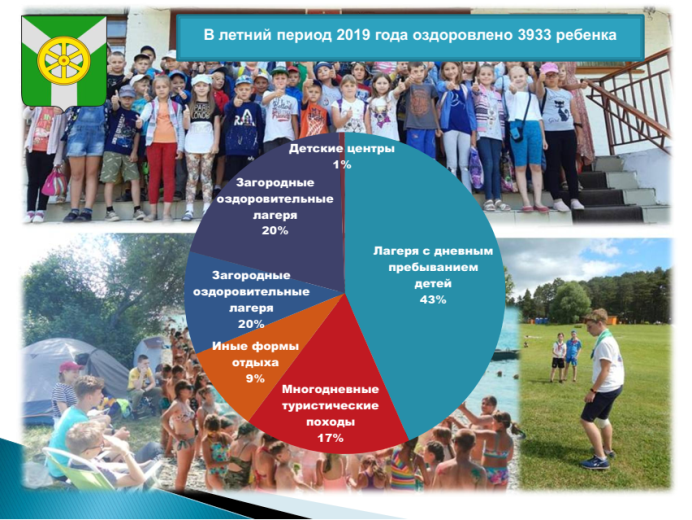 В летний период 2019 года оздоровлено 3933 ребенка
Детские центры
1%
Загородные
оздоровительные
лагеря
20%
Лагеря с дневным
пребыванием
детей
43%
Загородные
оздоровительные
лагеря
20%
Иные формы
отдыха
9%
Многодневные
туристические
походы
17%